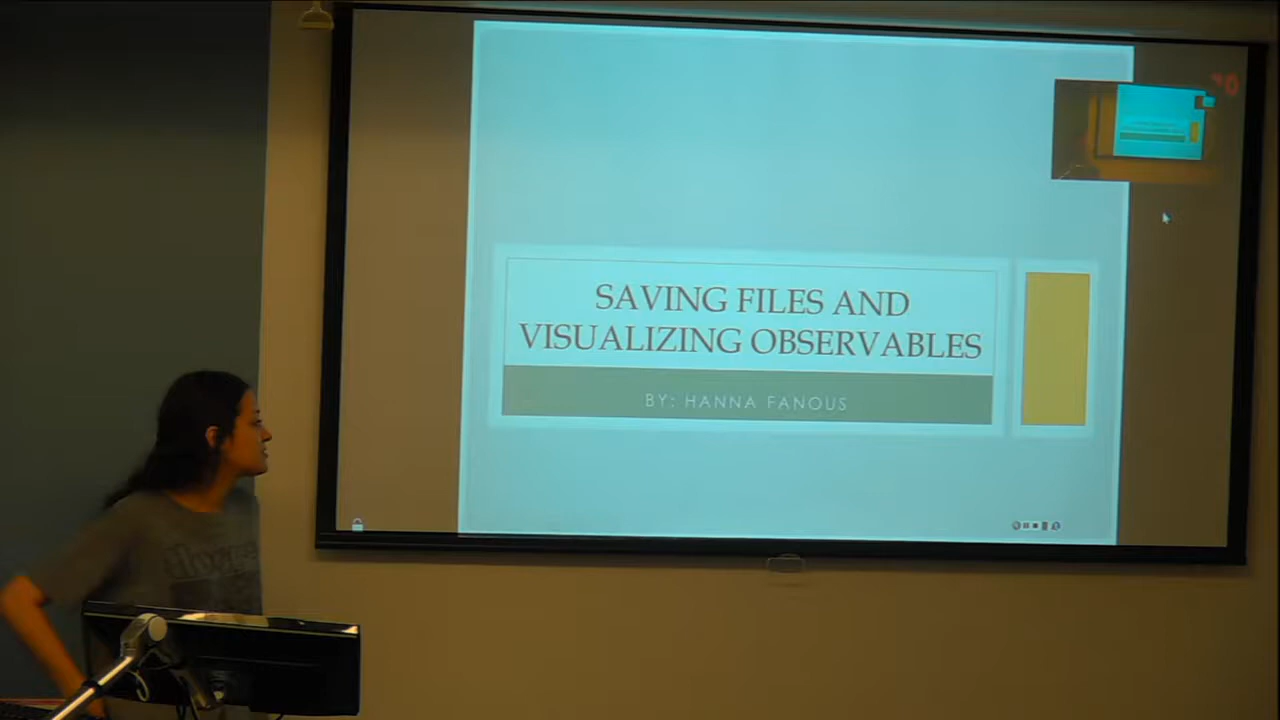 SAVING FILES AND
VISUALIZING OBSERVABLES
BY: HANNA FANOUS